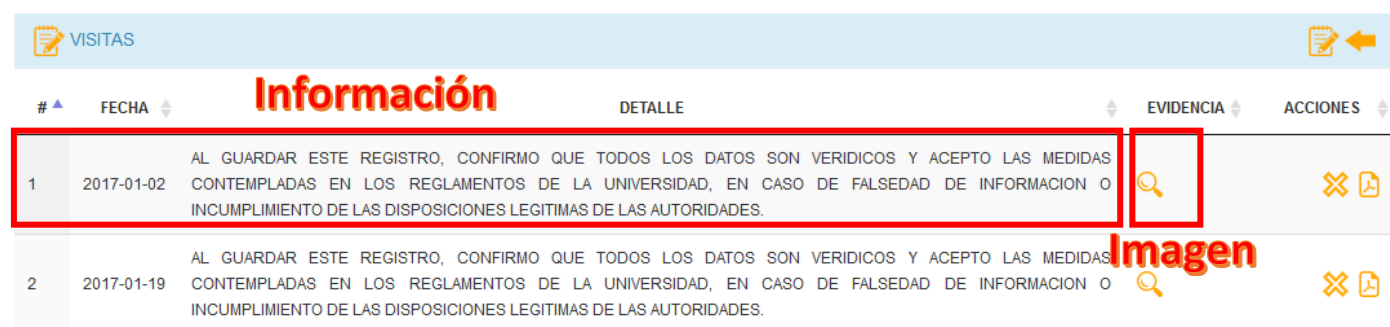 VISITAS
Información
# FECHA DETALLE EVIDENCIA ACCIONES
AL GUARDAR ESTE REGISTRO, CONFIRMO QUE TODOS LOS DATOS SON VERIDICOS Y ACEPTO LAS MEDIDAS
1 2017-01-02 CONTEMPLADAS EN LOS REGLAMENTOS DE LA UNIVERSIDAD, EN CASO DE FALSEDAD DE INFORMACION O
INCUMPLIMIENTO DE LAS DISPOSICIONES LEGITIMAS DE LAS AUTORIDADES.
Imagen
AL GUARDAR ESTE REGISTRO, CONFIRMO QUE TODOS LOS DATOS SON VERIDICOS Y ACEPTO LAS MEDIDAS
2 2017-01-19 CONTEMPLADAS EN LOS REGLAMENTOS DE LA UNIVERSIDAD, EN CASO DE FALSEDAD DE INFORMACION O
INCUMPLIMIENTO DE LAS DISPOSICIONES LEGITIMAS DE LAS AUTORIDADES.